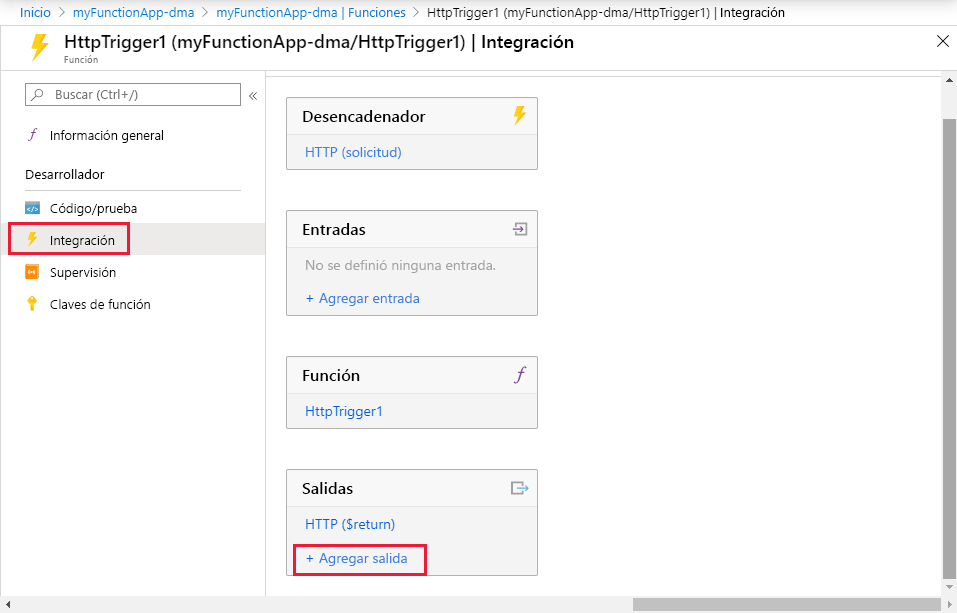 Inicio > myFunctionApp-dma > myFunctionApp-dma | Funciones > HttpTrigger1 (myFunctionApp-dma/HttpTrigger1) | Integración
HttpTrigger1 (myFunctionApp-dma/HttpTrigger1) | Integración
Función
Buscar (Ctrl+/)
«
Información general
Desarrollador
Código/prueba
Integración
Supervisión
Claves de función
Desencadenador
HTTP (solicitud)
Entradas
No se definió ninguna entrada.
+ Agregar entrada
Función
HttpTrigger1
Salidas
HTTP ($return)
+ Agregar salida